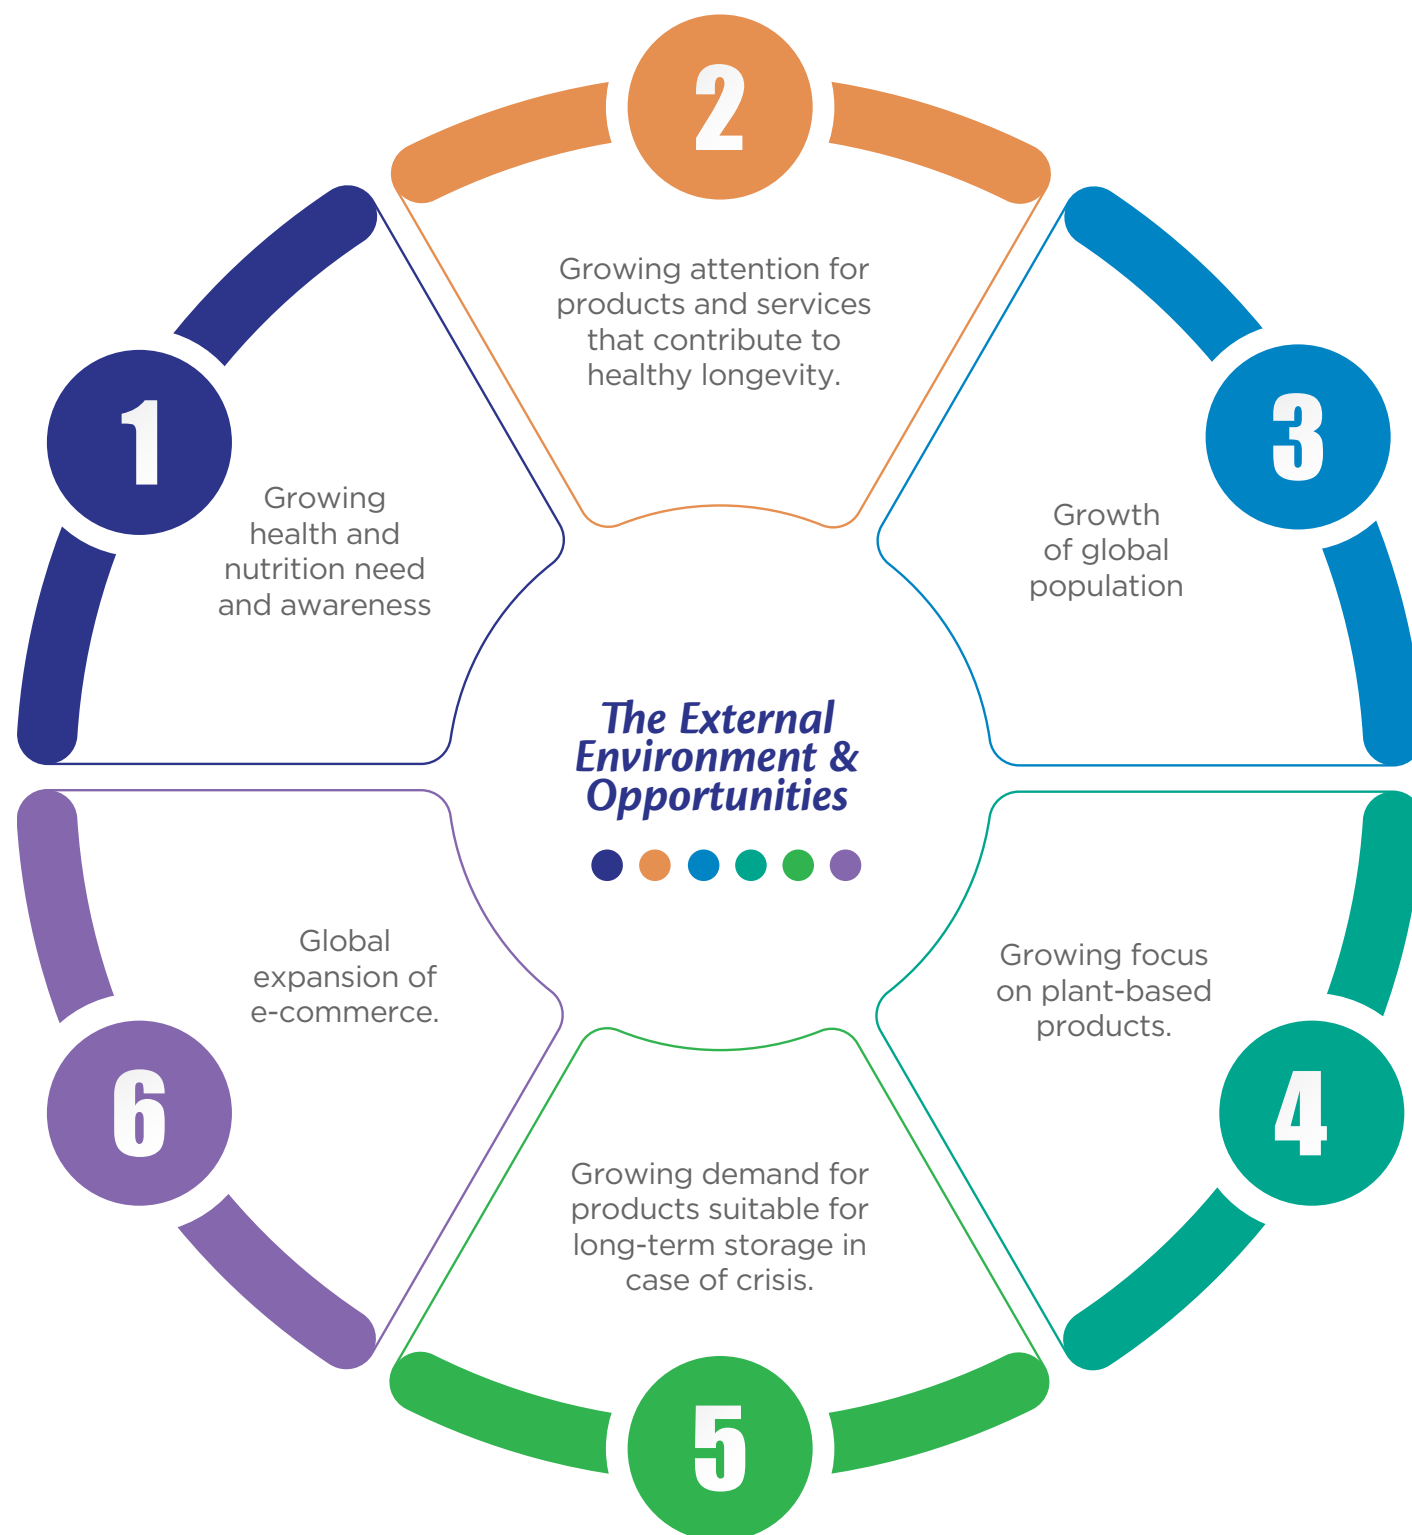 1
Growing
health and
nutrition need
and awareness
2
Growing attention for
products and services
that contribute to
healthy longevity.
3
Growth
of global
population
The External
Environment &
Opportunities
4
Growing focus
on plant-based
products.
5
Growing demand for
products suitable for
long-term storage in
case of crisis.
6
Global
expansion of
e-commerce.